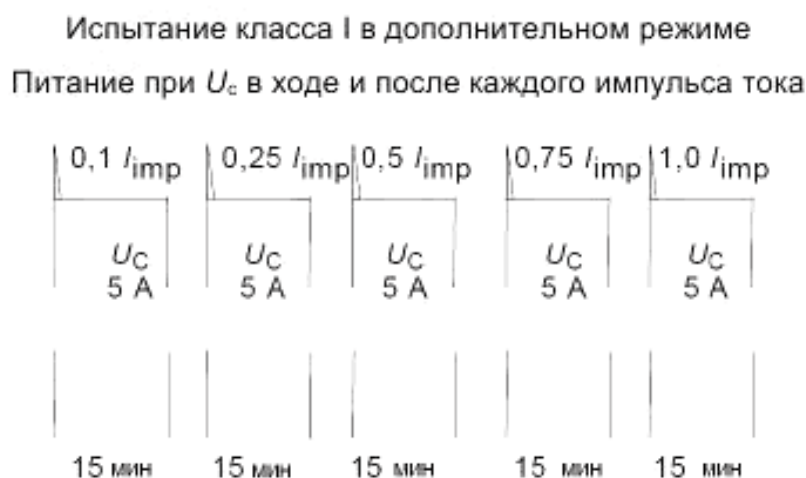 Испытание класса I в дополнительном режиме
Питание при Uc в ходе и после каждого импульса тока
0,1 Iimp 0,25 Iimp 0,5 Iimp 0,75 Iimp 1,0 Iimp
UC UC UC UC UC
5 А 5 А 5 А 5 А 5 А
15 мин 15 мин 15 мин 15 мин 15 мин